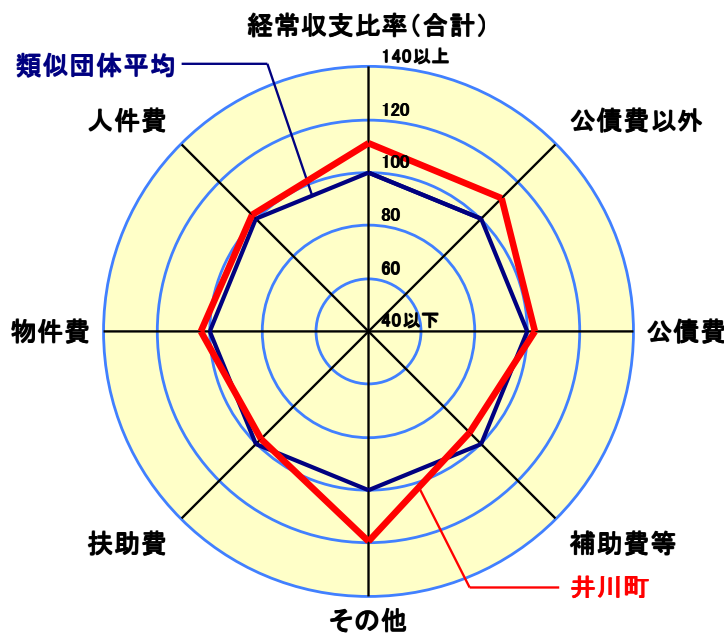 経常収支比率(合計)
類似団体平均
140以上
人件費
120
公債費以外
100
80
60
物件費
40以下
公債費
扶助費
補助費等
井川町
その他